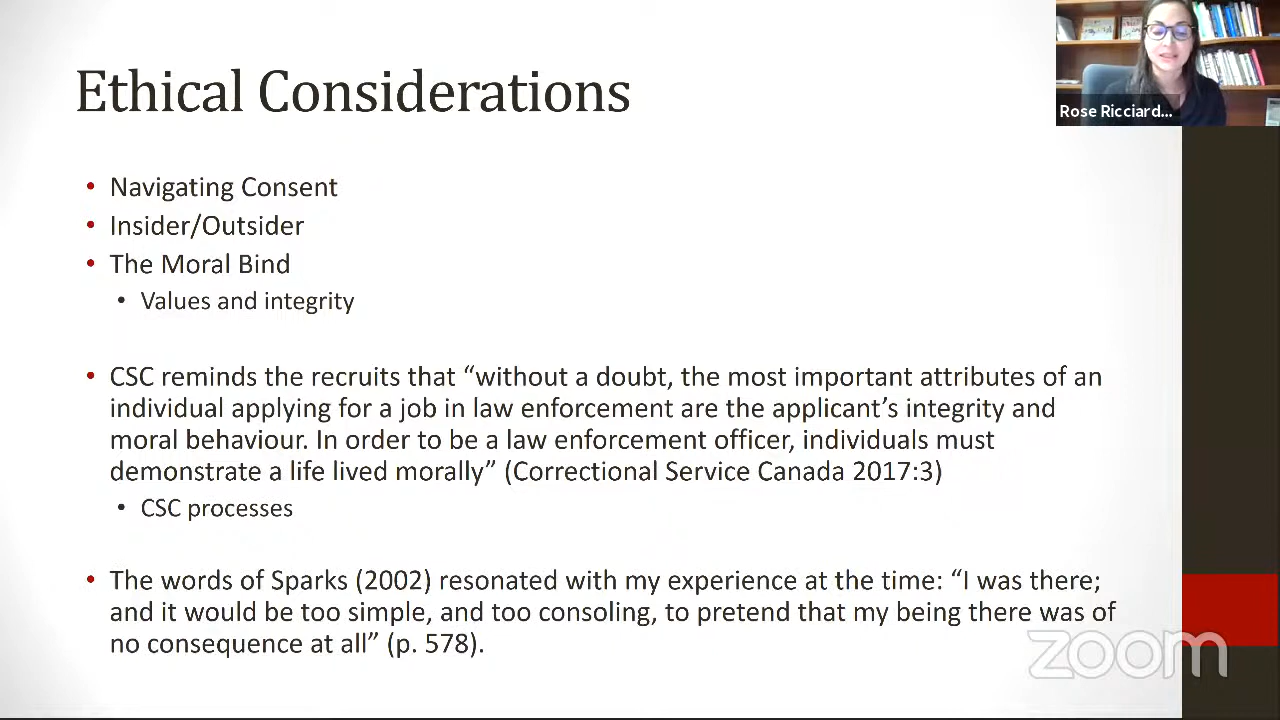 Ethical Considerations
Rose Ricciard...
• Navigating Consent
• Insider/Outsider
• The Moral Bind
• Values and integrity
• CSC reminds the recruits that “without a doubt, the most important attributes of an
individual applying for a job in law enforcement are the applicant’s integrity and
moral behaviour. In order to be a law enforcement officer, individuals must
demonstrate a life lived morally” (Correctional Service Canada 2017:3)
• CSC processes
• The words of Sparks (2002) resonated with my experience at the time: “I was there;
and it would be too simple, and too consoling, to pretend that my being there was of
no consequence at all” (p. 578).
zoom